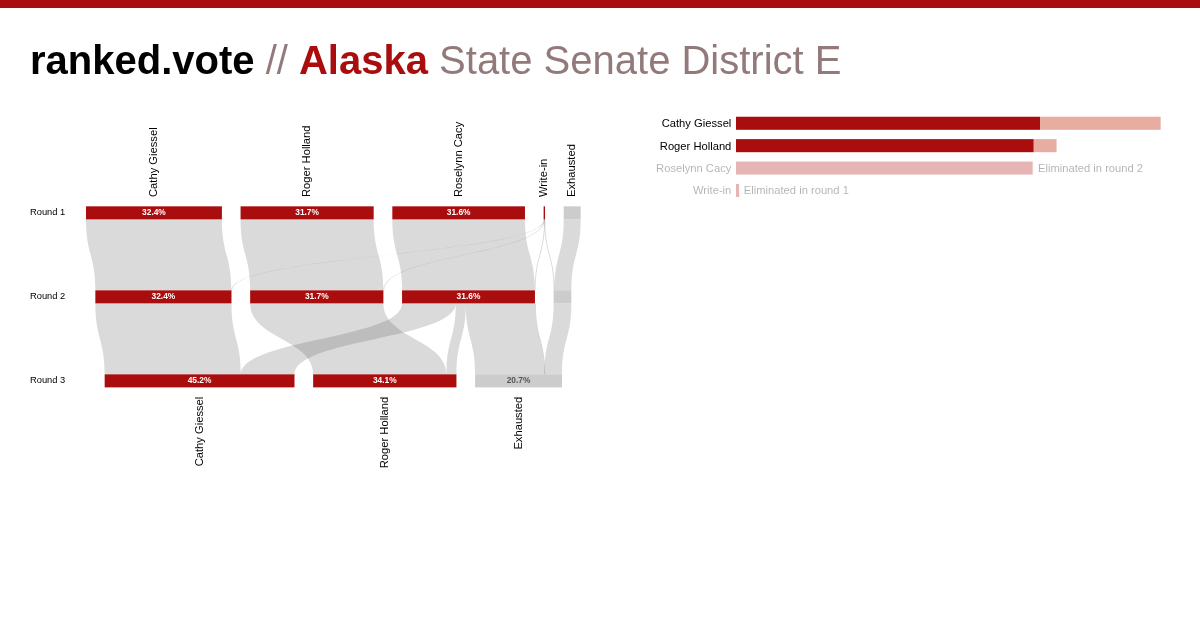 ranked.vote // Alaska State Senate District E
Cathy Giessel
Roger Holland
Roselynn Cacy
Write-in
Exhausted
Round 1
32.4%
31.7%
31.6%
Round 2
32.4%
31.7%
31.6%
Round 3
45.2%
34.1%
20.7%
Cathy Giessel
Roger Holland
Exhausted
Cathy Giessel
Roger Holland
Roselynn Cacy Eliminated in round 2
Write-in Eliminated in round 1